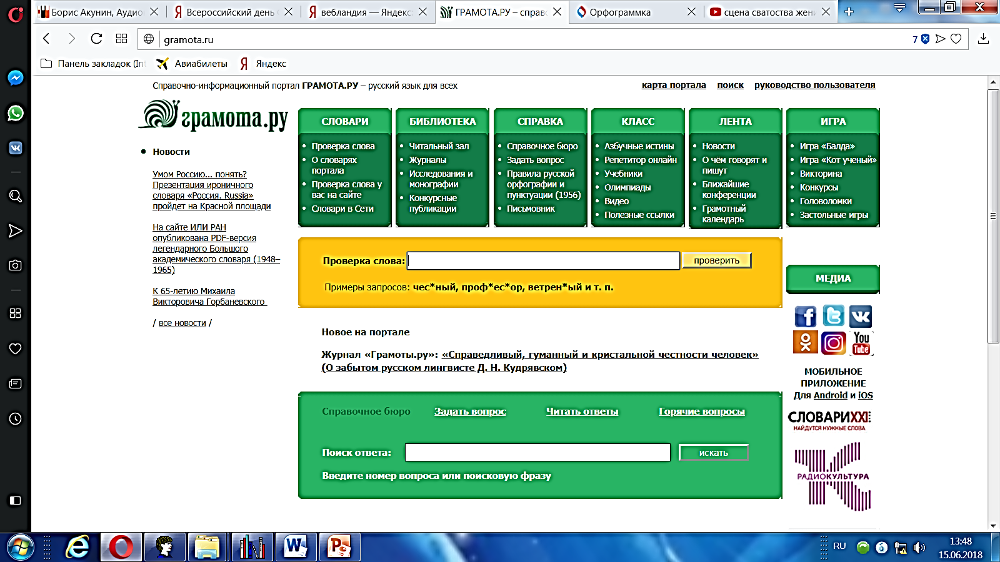 Борис Акунин, Аудио
Всероссийский день
вебландия — Яндекс:
ГРАМОТА.РУ – справо
Орфограммка
сцена сватоства жени
gramota.ru
7
Панель закладок (Int
Авиабилеты
Я Яндекс
Справочно-информационный портал ГРАМОТА.РУ – русский язык для всех
карта портала поиск руководство пользователя
грамота.ру
Новости
Умом Россию... понять?
Презентация ироничного
словаря «Россия. Russia»
пройдет на Красной площади
На сайте ИЛИ РАН
опубликована PDF-версия
легендарного Большого
академического словаря (1948–
1965)
К 65-летию Михаила
Викторовича Горбаневского
/ все новости /
СЛОВАРИ
Проверка слова
О словарях
портала
Проверка слова у
вас на сайте
Словари в Сети
БИБЛИОТЕКА
Читальный зал
Журналы
Исследования и
монографии
Конкурсные
публикации
СПРАВКА
Справочное бюро
Задать вопрос
Правила русской
орфографии и
пунктуации (1956)
Письмовник
КЛАСС
Азбучные истины
Репетитор онлайн
Учебники
Олимпиады
Видео
Полезные ссылки
ЛЕНТА
Новости
О чём говорят и
пишут
Ближайшие
конференции
Грамотный
календарь
ИГРА
Игра «Балда»
Игра «Кот ученый»
Викторина
Конкурсы
Головоломки
Застольные игры
Проверка слова:
проверить
Примеры запросов: чес*ный, проф*ес*ор, ветрен*ый и т. п.
Новое на портале
Журнал «Грамоты.ру»: «Справедливый, гуманный и кристальной честности человек»
(О забытом русском лингвисте Д. Н. Кудрявском)
Справочное бюро Задать вопрос Читать ответы Горячие вопросы
Поиск ответа:
искать
Введите номер вопроса или поисковую фразу
МЕДИА
You
Tube
МОБИЛЬНОЕ
ПРИЛОЖЕНИЕ
Для Android и iOS
СЛОВАРИXXI
НАЙДУТСЯ НУЖНЫЕ СЛОВА
РАДИОКУЛЬТУРА
RU
13:48
15.06.2018